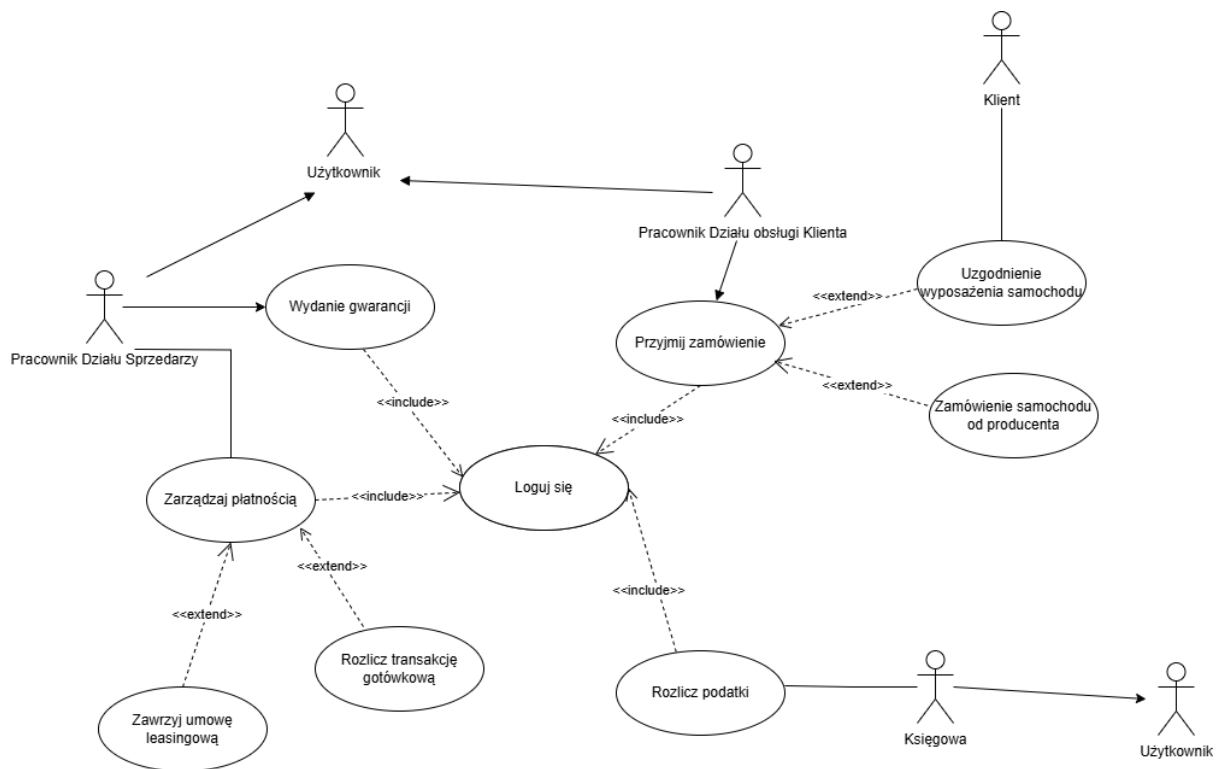 Klient
Użytkownik
Pracownik Działu obsługi Klienta
Uzgodnienie
wyposażenia samochodu
<<extend>>
Wydanie gwarancji
Przyjmij zamówienie
Pracownik Działu Sprzedarzy
<<extend>>
<<include>>
<<include>>
Zamówienie samochodu
od producenta
Loguj się
Zarządzaj płatnością
<<include>>
<<extend>>
<<include>>
<<extend>>
Rozlicz transakcję
gotówkową
Rozlicz podatki
Zawrzyj umowę
leasingową
Księgowa
Użytkownik